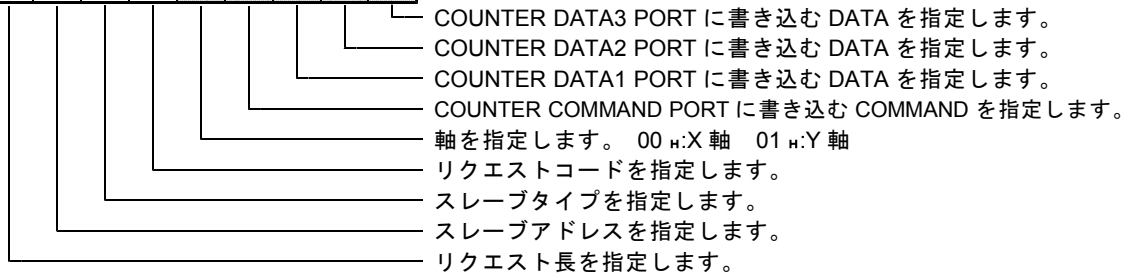 COUNTER DATA3 PORT に書き込む DATA を指定します。
COUNTER DATA2 PORT に書き込む DATA を指定します。
COUNTER DATA1 PORT に書き込む DATA を指定します。
COUNTER COMMAND PORT に書き込む COMMAND を指定します。
軸を指定します。 00 H:X 軸 01 H:Y 軸
リクエストコードを指定します。
スレーブタイプを指定します。
スレーブアドレスを指定します。
リクエスト長を指定します。